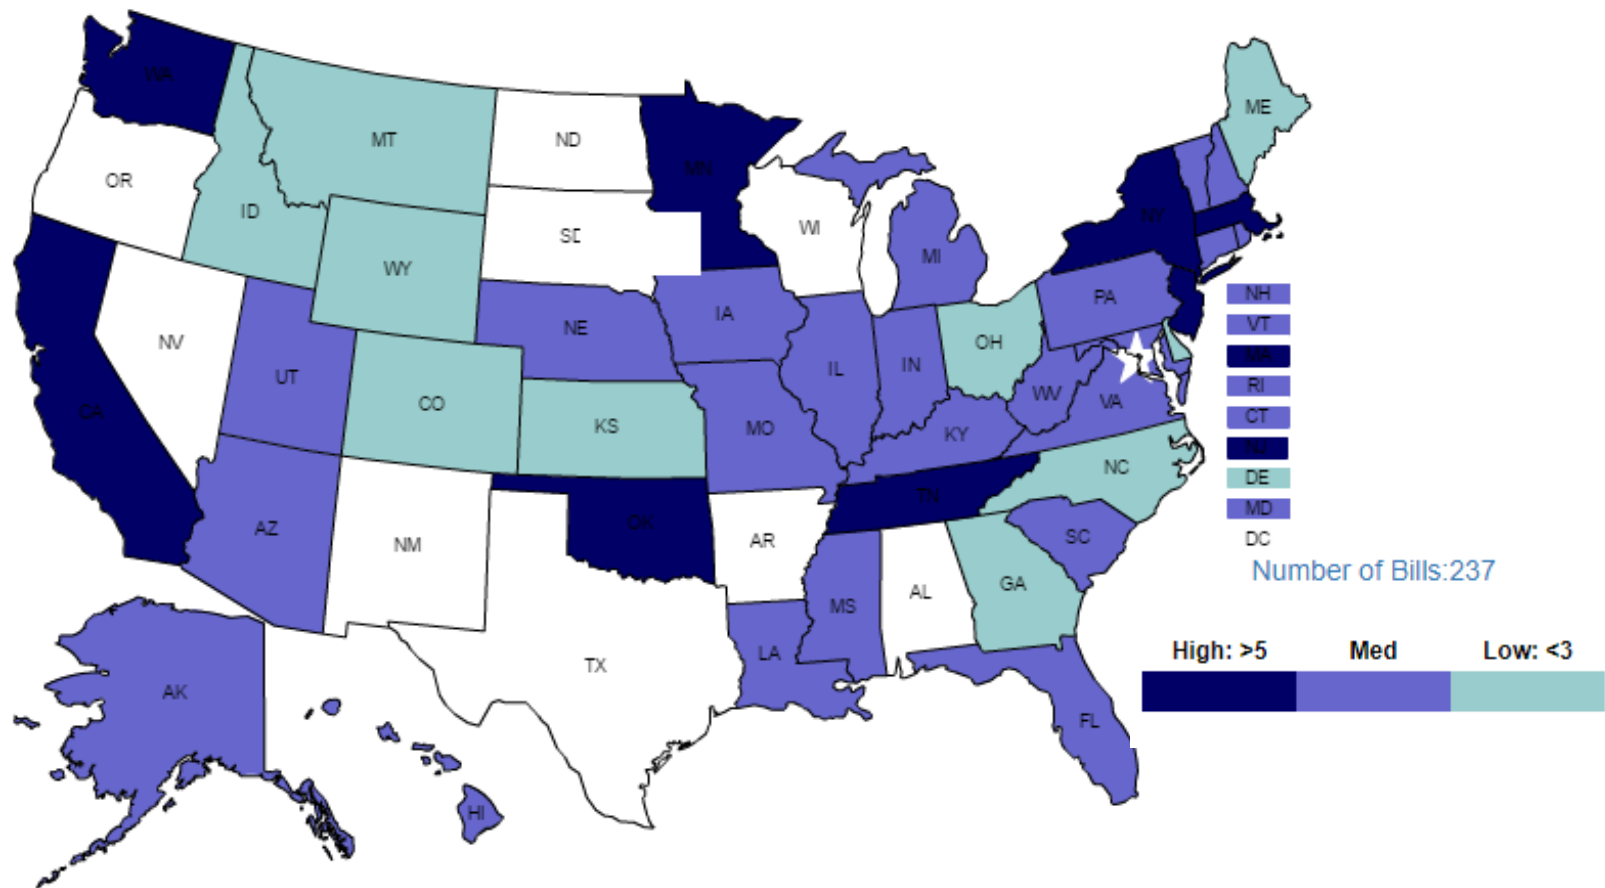 WA
MT
ND
MN
ME
OR
ID
SD
WI
NY
WY
MI
NH
PA
VT
NV
NE
IA
OH
MA
UT
IL
IN
RI
CO
WV
VA
CT
CA
KS
MO
KY
NJ
NC
DE
TN
MD
AZ
NM
OK
AR
SC
DC
Number of Bills:237
GA
AL
MS
High: >5 Med Low: <3
LA
TX
AK
FL
HI